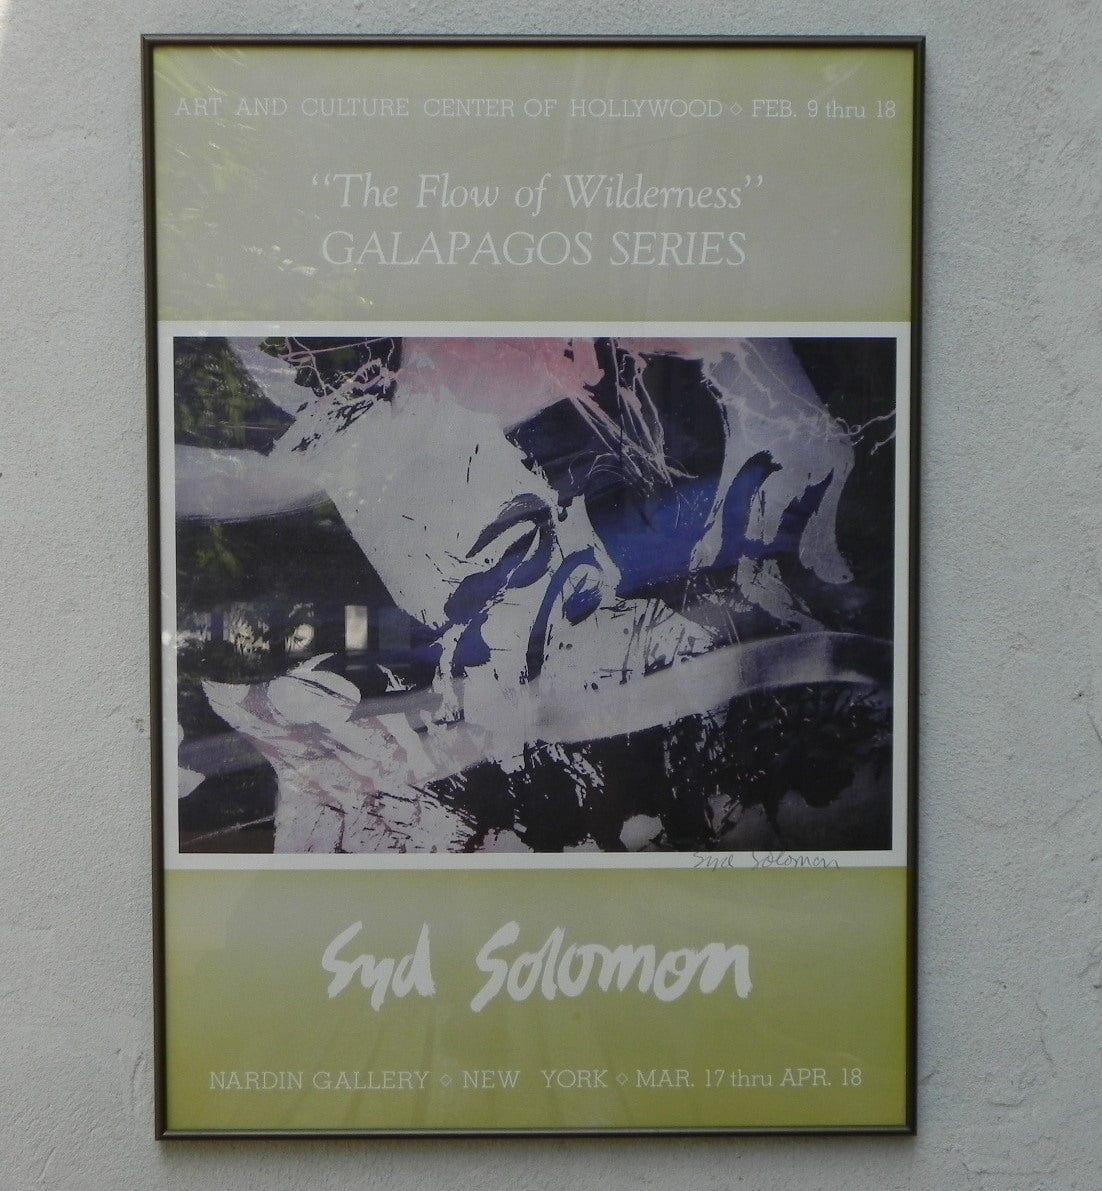 ART AND CULTURE CENTER OF HOLLYWOOD ◇ FEB. 9 thru 18
“The Flow of Wilderness”
GALAPAGOS SERIES
Syd Solomon
Syd Solomon
NARDIN GALLERY ◇ NEW YORK ◇ MAR. 17 thru APR. 18